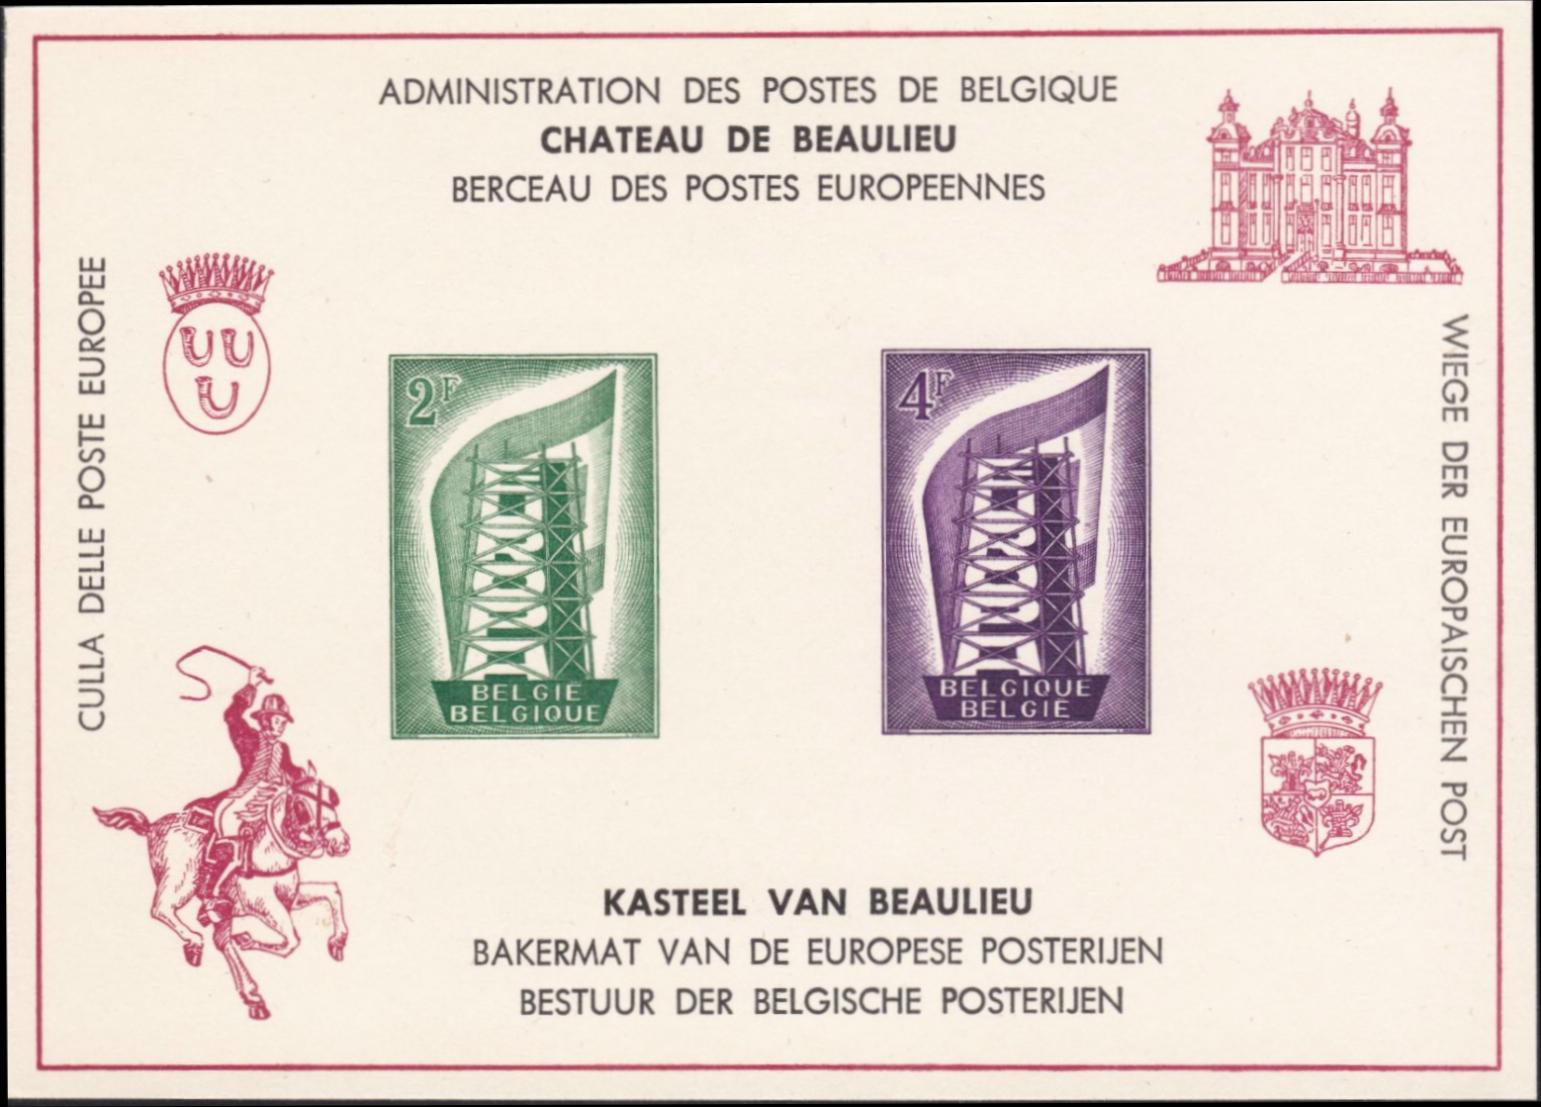 ADMINISTRATION DES POSTES DE BELGIQUE
CHATEAU DE BEAULIEU
BERCEAU DES POSTES EUROPEENNES
CULLA DELLE POSTE EUROPEE
2F
BELGIE
BELGIQUE
4F
BELGIQUE
BELGIE
WIEGE DER EUROPAISCHEN POST
KASTEEL VAN BEAULIEU
BAKERMAT VAN DE EUROPESE POSTERIJEN
BESTUUR DER BELGISCHE POSTERIJEN